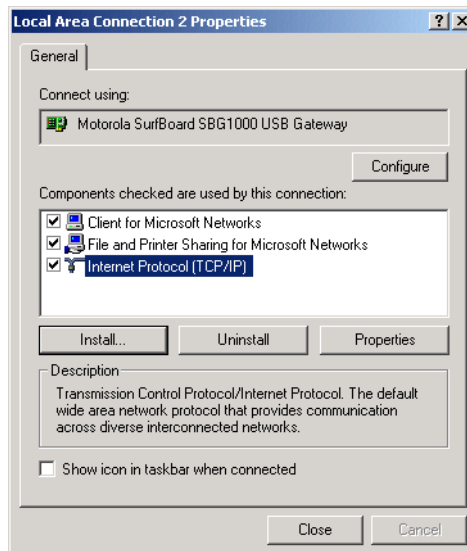 Local Area Connection 2 Properties
General
Connect using:
Motorola SurfBoard SBG1000 USB Gateway
Configure
Components checked are used by this connection:
Client for Microsoft Networks
File and Printer Sharing for Microsoft Networks
Internet Protocol (TCP/IP)
Install...
Uninstall
Properties
Description
Transmission Control Protocol/Internet Protocol. The default
wide area network protocol that provides communication
across diverse interconnected networks.
Show icon in taskbar when connected
Close
Cancel